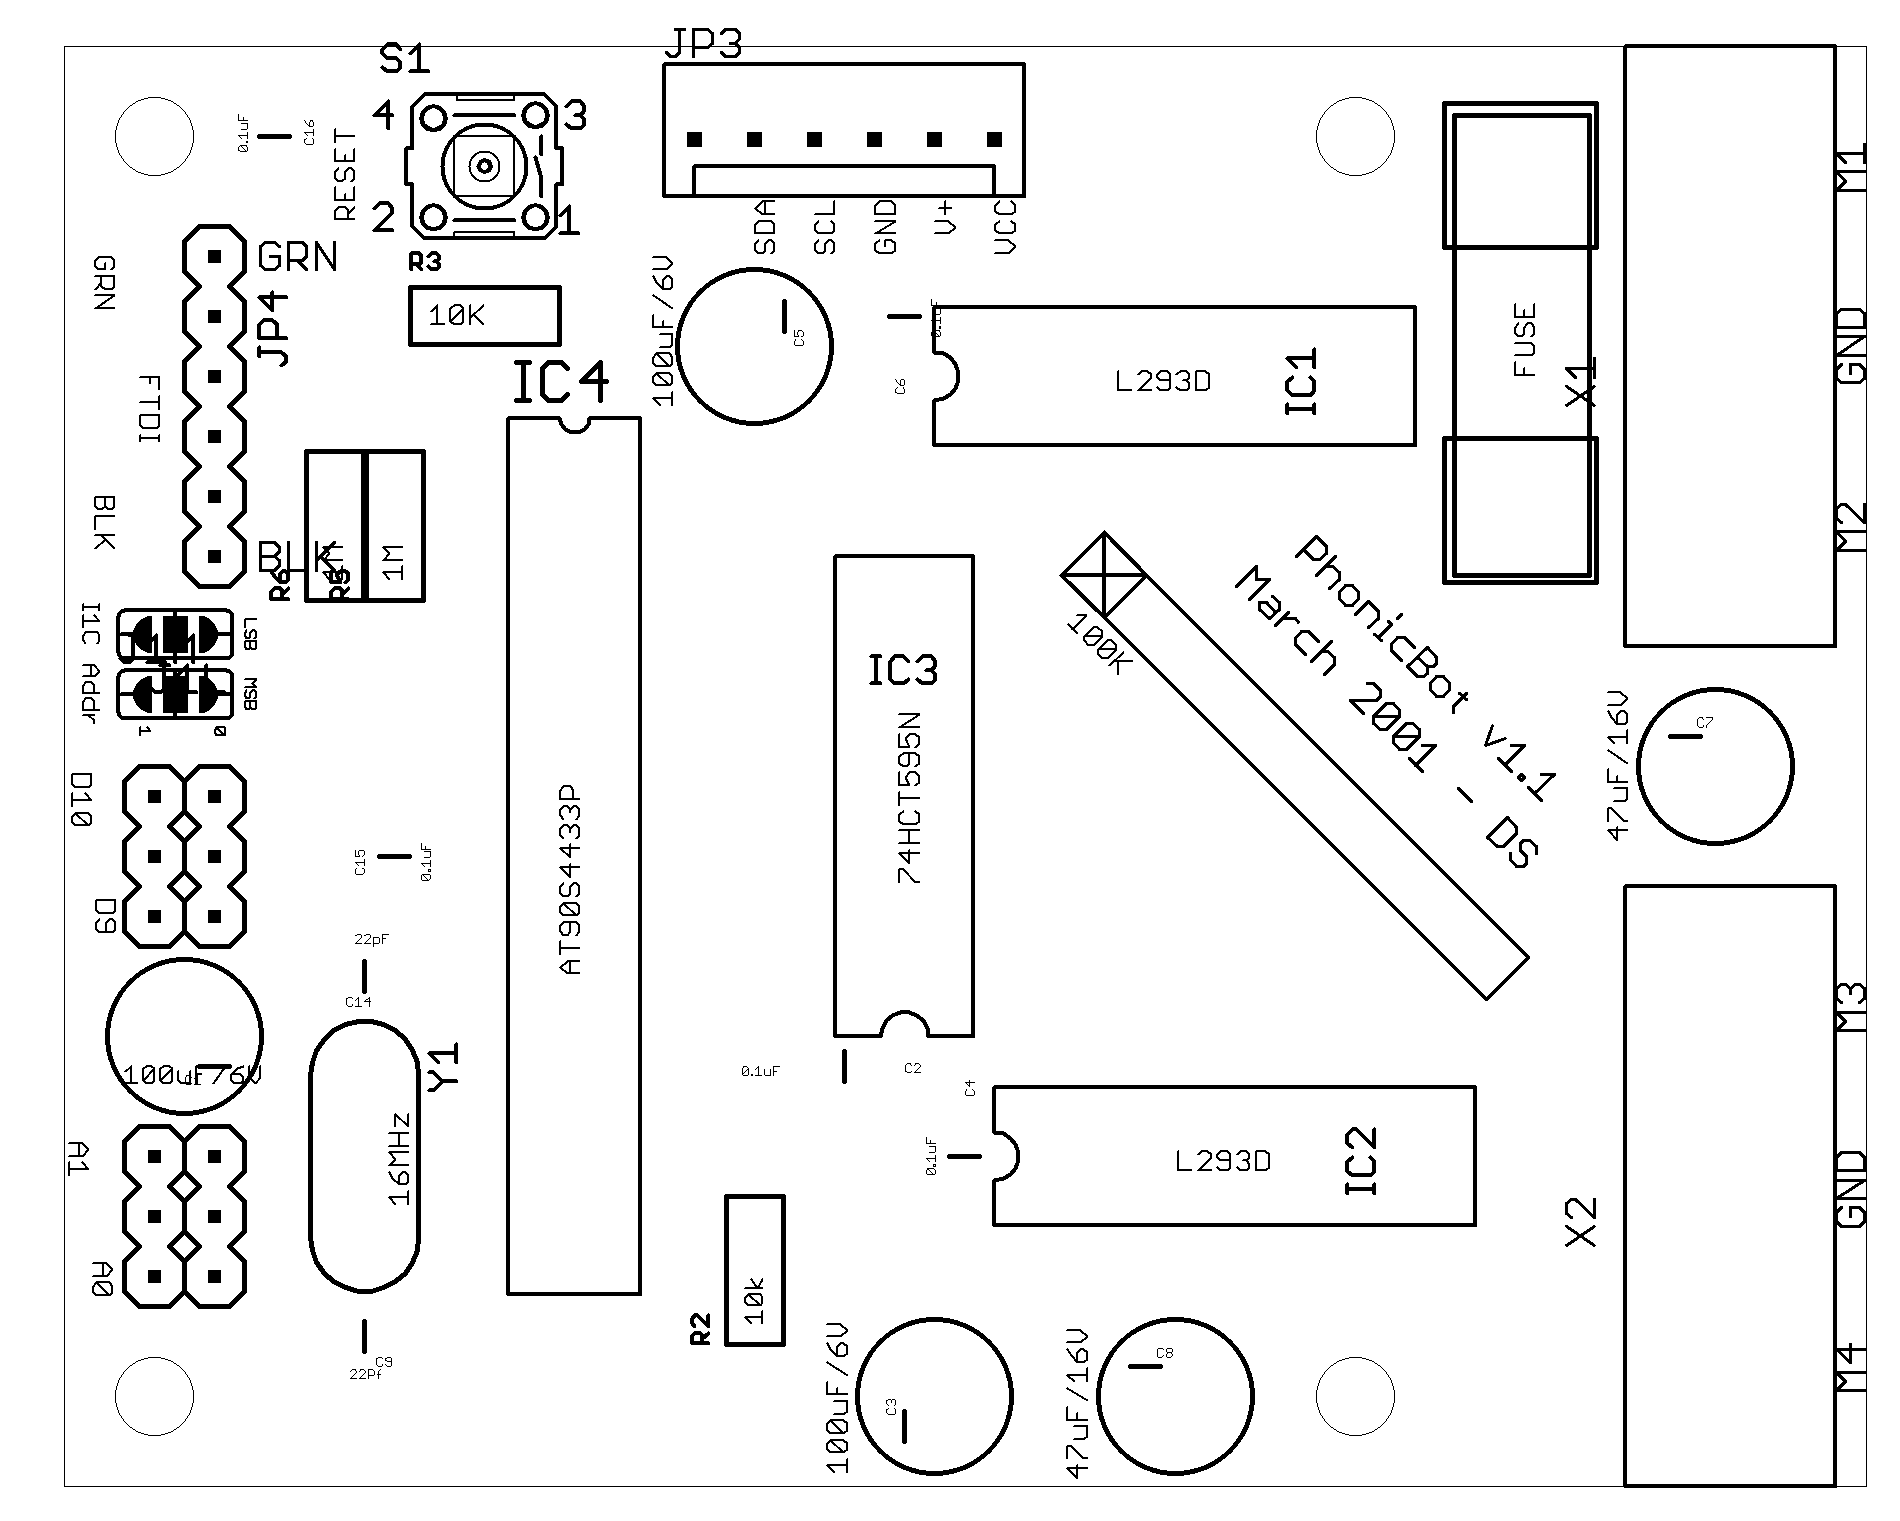 JP3
S1
4
3
0.1uF
C16
RESET
2
1
M1
SDA
SCL
GND
V+
VCC
GRN
GRN
R3
JP4
10K
100uF/6V
C5
0.1uF
C6
L293D
IC1
FUSE
X1
GND
IC4
FTDI
BLK
BLK
1M
1M
R6
R5
M2
PhonicBot v1.1
March 2001 - DS
100K
I1C Addr
LSB
MSB
1
0
IC3
74HCT595N
47uF/16V
C7
D10
D9
C15
0.1uF
AT90S4433P
22pF
C14
100uF/6V
Y1
16MHz
0.1uF
C2
C4
M3
A1
A0
0.1uF
L293D
IC2
GND
X2
10k
R2
C9
22Pf
100uF/6V
C3
47uF/16V
C8
M4